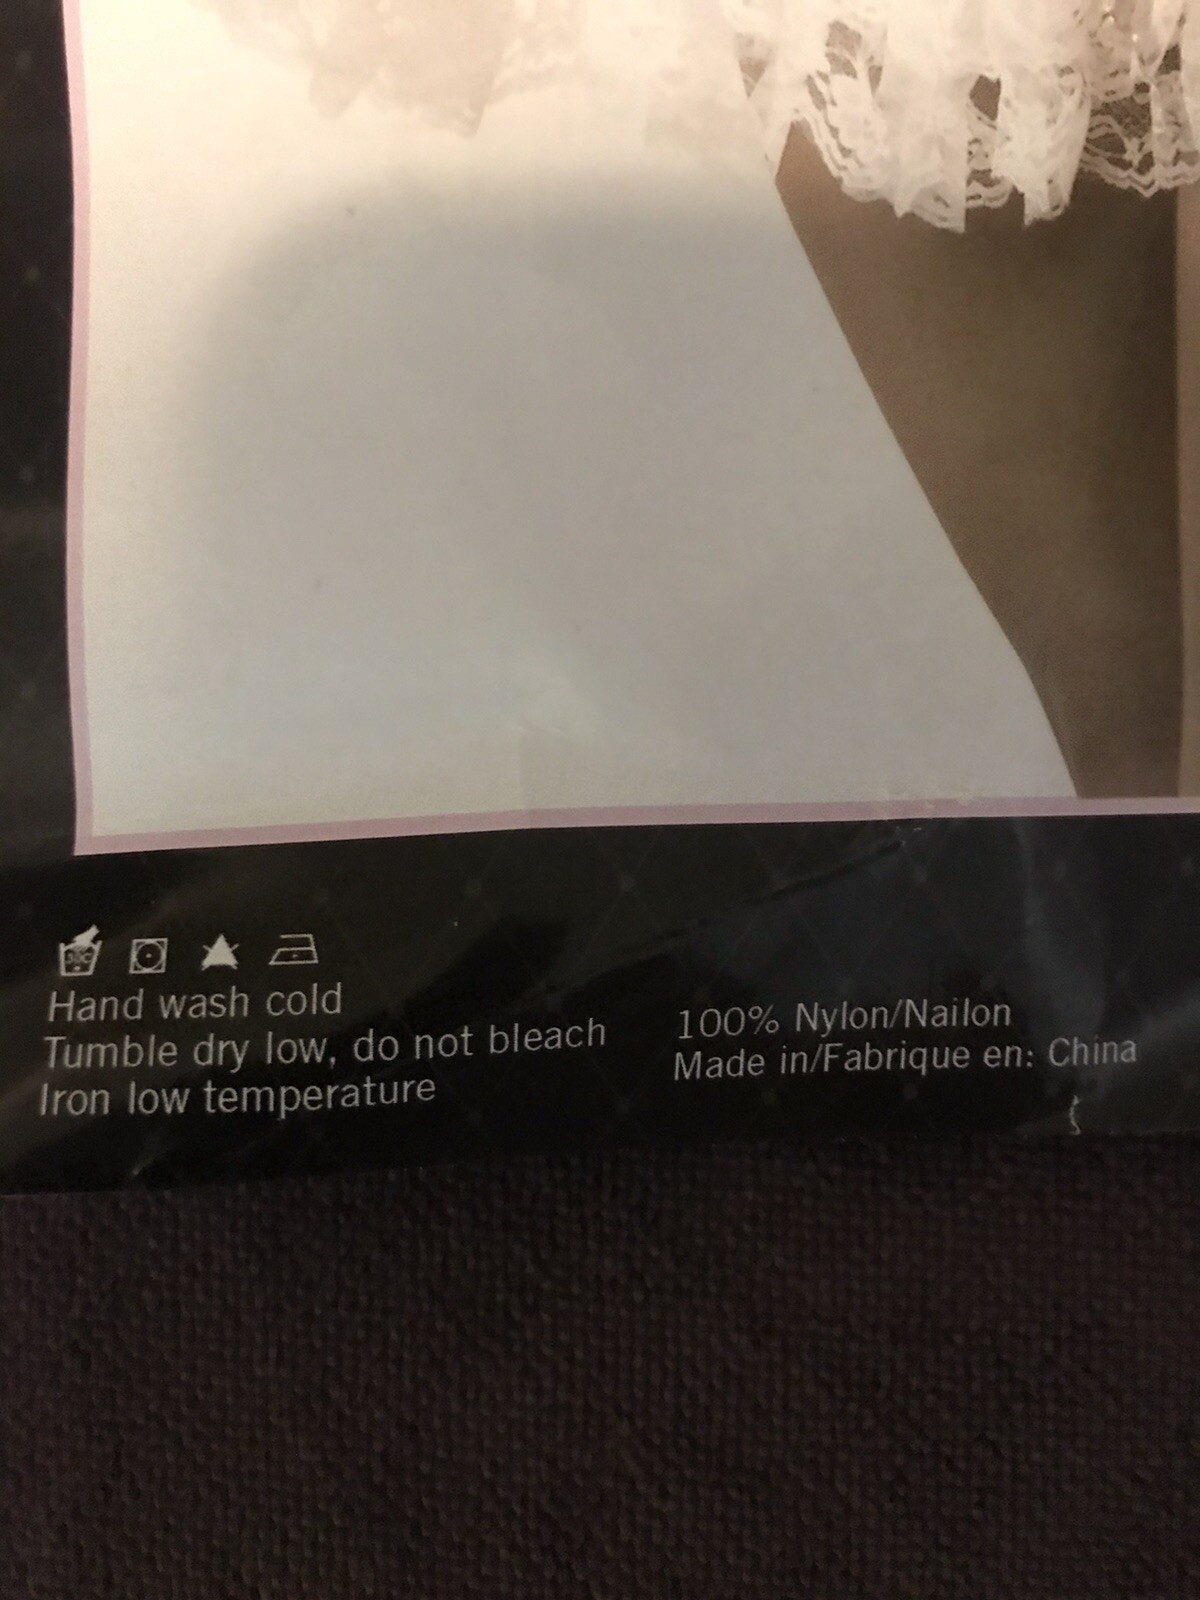 30C
Hand wash cold
Tumble dry low, do not bleach
Iron low temperature
100% Nylon/Nailon
Made in/Fabrique en: China